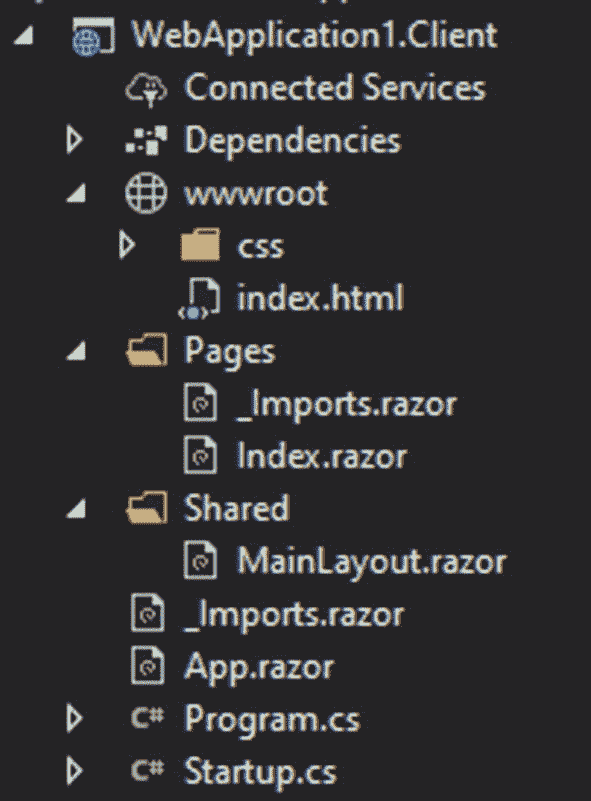 WebApplication1.Client
Connected Services
Dependencies
wwwroot
css
index.html
Pages
_Imports.razor
Index.razor
Shared
MainLayout.razor
_Imports.razor
App.razor
C# Program.cs
C# Startup.cs